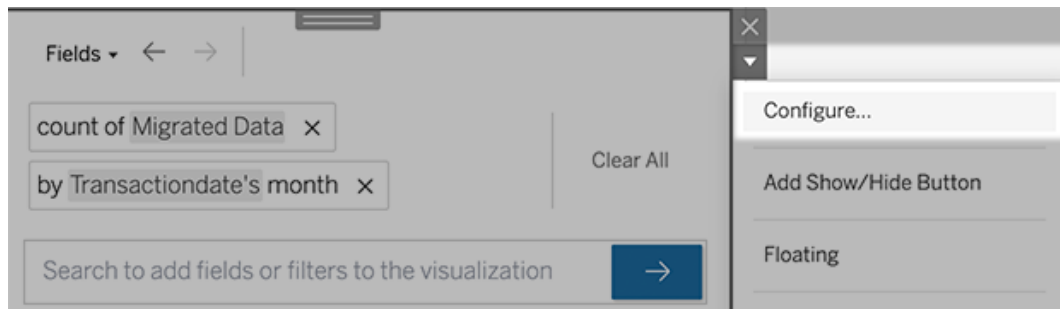 Fields
count of Migrated Data
by Transactiondate's month
Clear All
Search to add fields or filters to the visualization
Configure...
Add Show/Hide Button
Floating